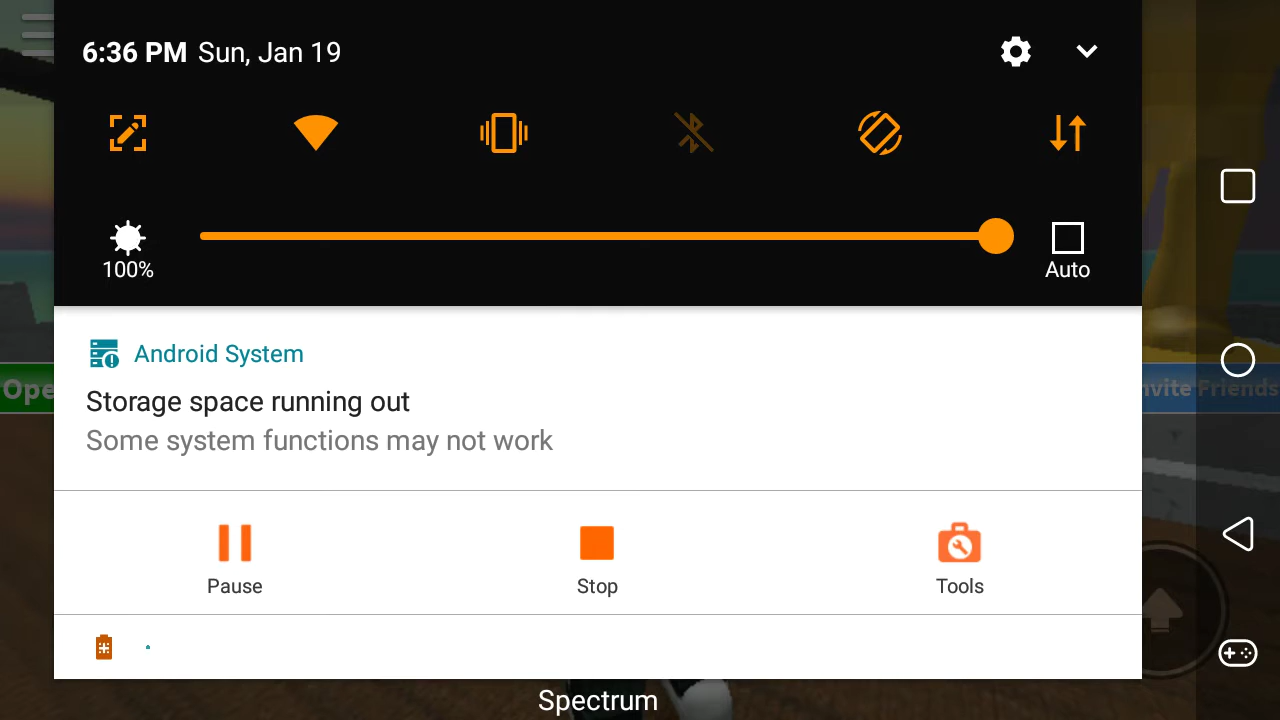 6:36 PM Sun, Jan 19
100%
Auto
Android System
Storage space running out
Some system functions may not work
Ope
nvite Friends
Pause
Stop
Tools
Spectrum